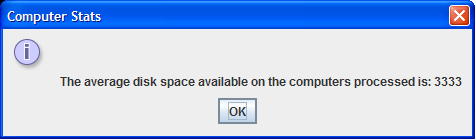 Computer Stats
The average disk space available on the computers processed is: 3333
OK